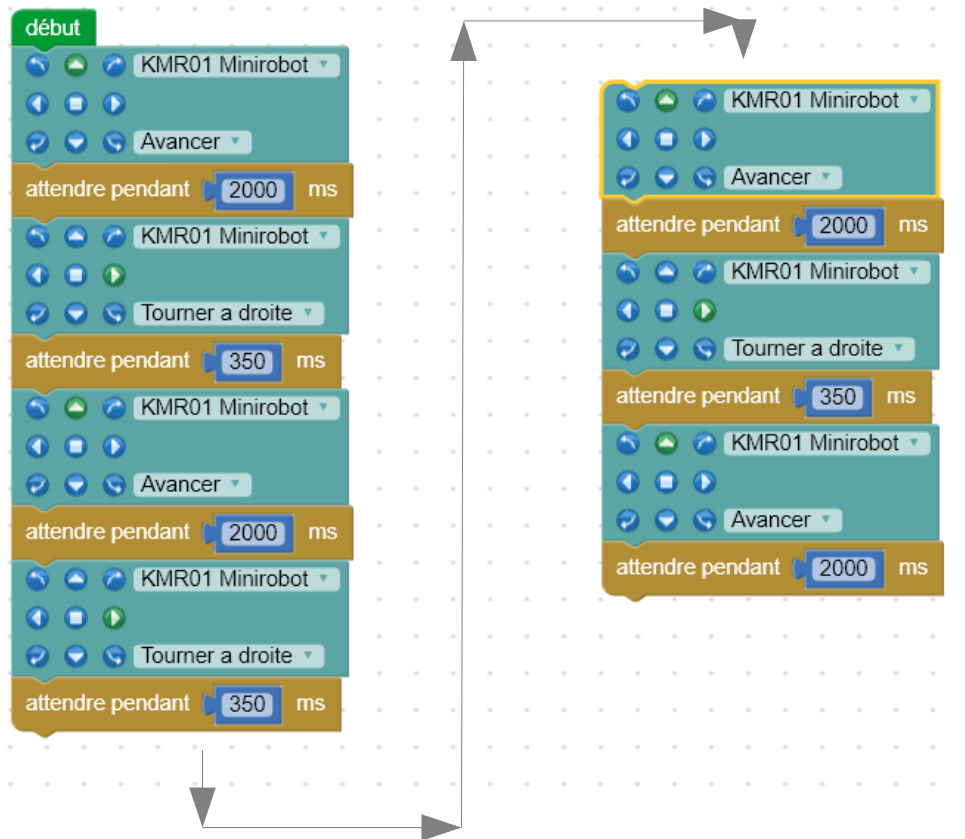 début
KMR01 Minirobot
Avancer
attendre pendant 2000 ms
KMR01 Minirobot
Tourner a droite
attendre pendant 350 ms
KMR01 Minirobot
Avancer
attendre pendant 2000 ms
KMR01 Minirobot
Tourner a droite
attendre pendant 350 ms
KMR01 Minirobot
Avancer
attendre pendant 2000 ms
KMR01 Minirobot
Tourner a droite
attendre pendant 350 ms
KMR01 Minirobot
Avancer
attendre pendant 2000 ms